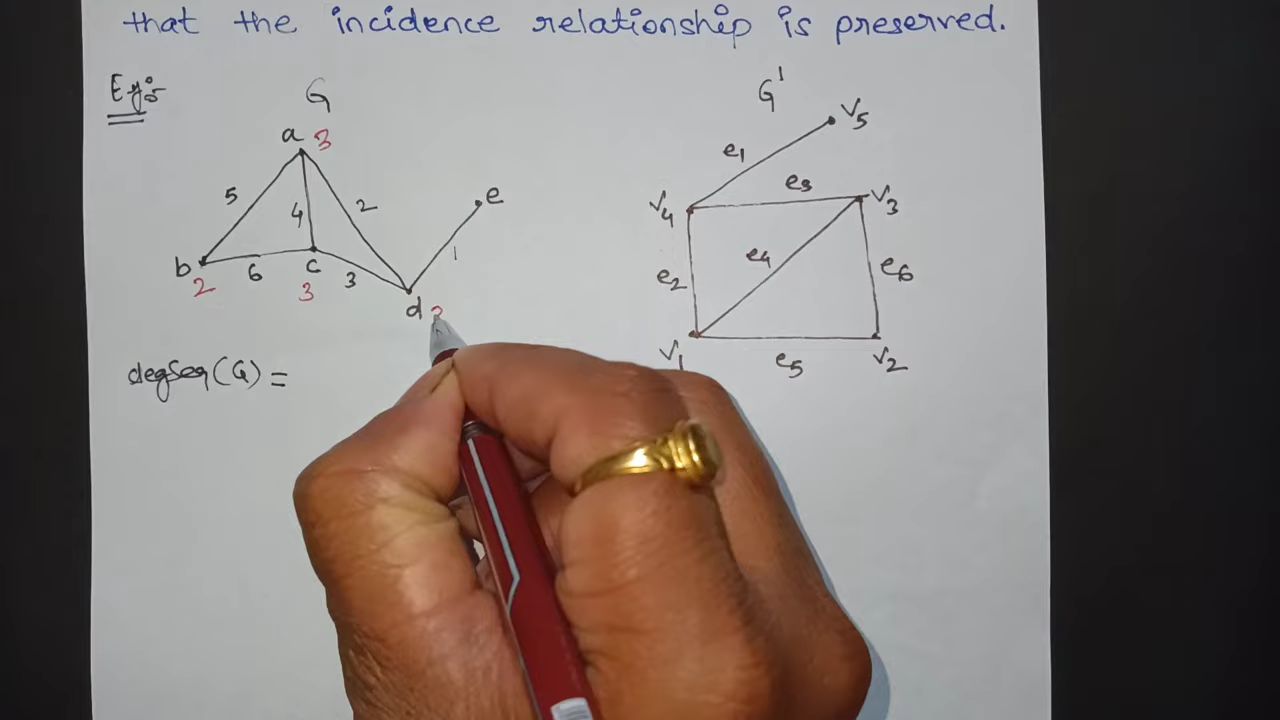 that the incidence relationship is preserved.
Eg:-
G
G'
a 3
v5
e1
5
4
2
e
v4
e3
v3
b
6
c
3
1
e2
e4
e6
2
3
d
v1
e5
v2
degSeq(G) =